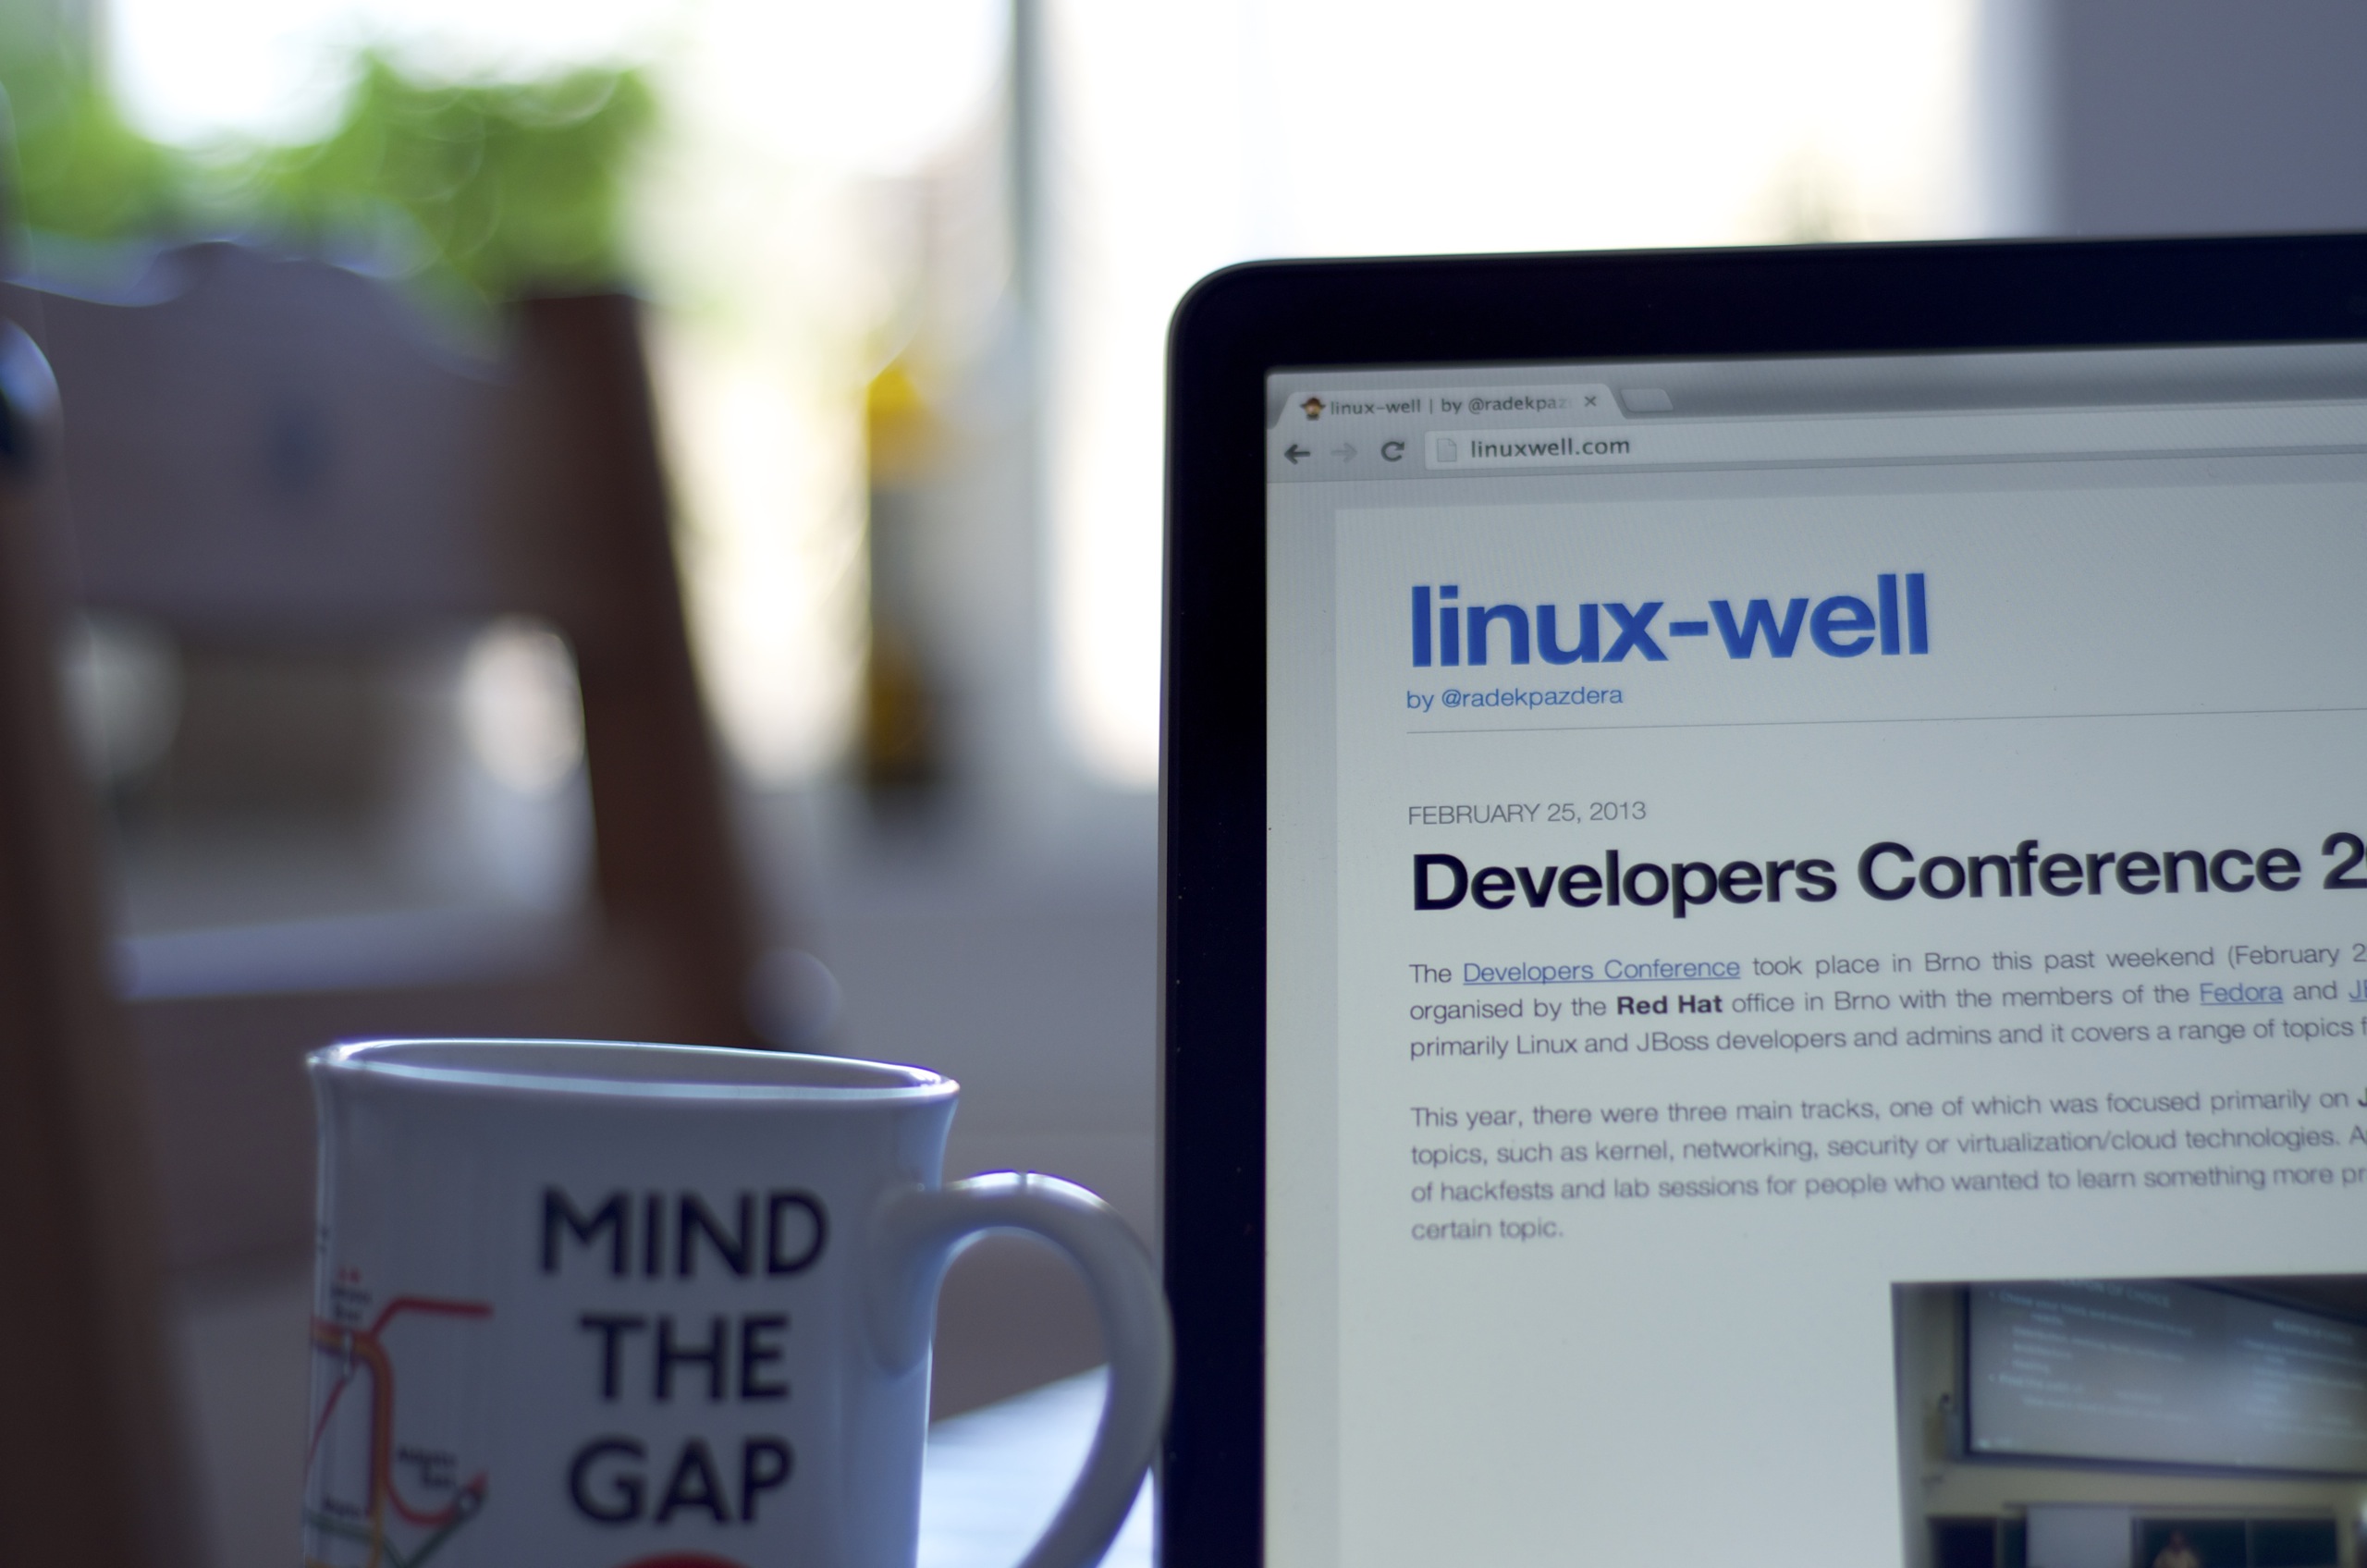 linux-well | by @radekpaz
linuxwell.com
linux-well
by @radekpazdera
FEBRUARY 25, 2013
Developers Conference 2
The Developers Conference took place in Brno this past weekend (February 2
organised by the Red Hat office in Brno with the members of the Fedora and
primarily Linux and JBoss developers and admins and it covers a range of topics
This year, there were three main tracks, one of which was focused primarily on
topics, such as kernel, networking, security or virtualization/cloud technologies.
of hackfests and lab sessions for people who wanted to learn something more
certain topic.
MIND
THE
GAP